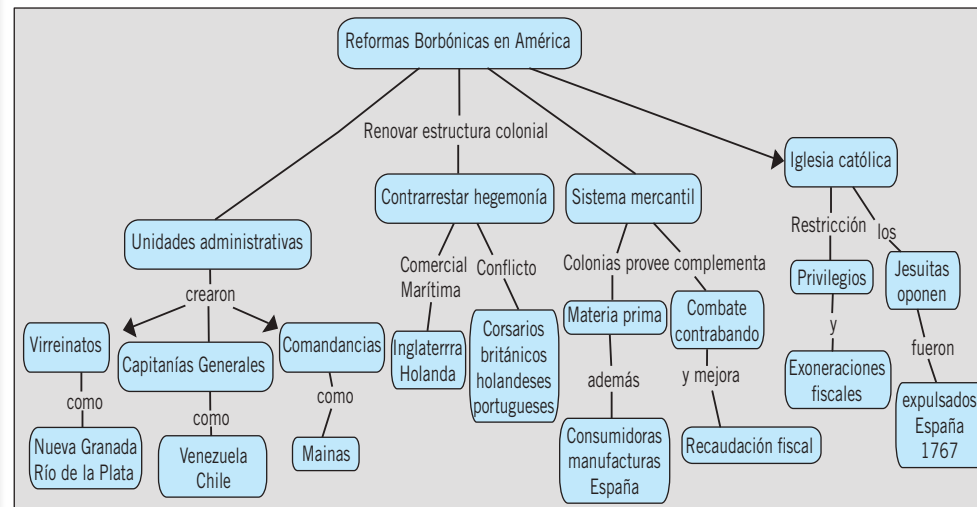 Reformas Borbónicas en América
Renovar estructura colonial
Iglesia católica
Contrarrestar hegemonía
Sistema mercantil
Unidades administrativas
Restricción
los
Comercial
Marítima
Conflicto
Colonias provee complementa
Privilegios
Jesuitas
oponen
crearon
Materia prima
Combate
contrabando
y
Virreinatos
Capitanías Generales
Comandancias
Inglaterrra
Holanda
Corsarios
británicos
holandeses
portugueses
además
y mejora
Exoneraciones
fiscales
fueron
como
como
como
Nueva Granada
Río de la Plata
Venezuela
Chile
Mainas
Consumidoras
manufacturas
España
Recaudación fiscal
expulsados
España
1767